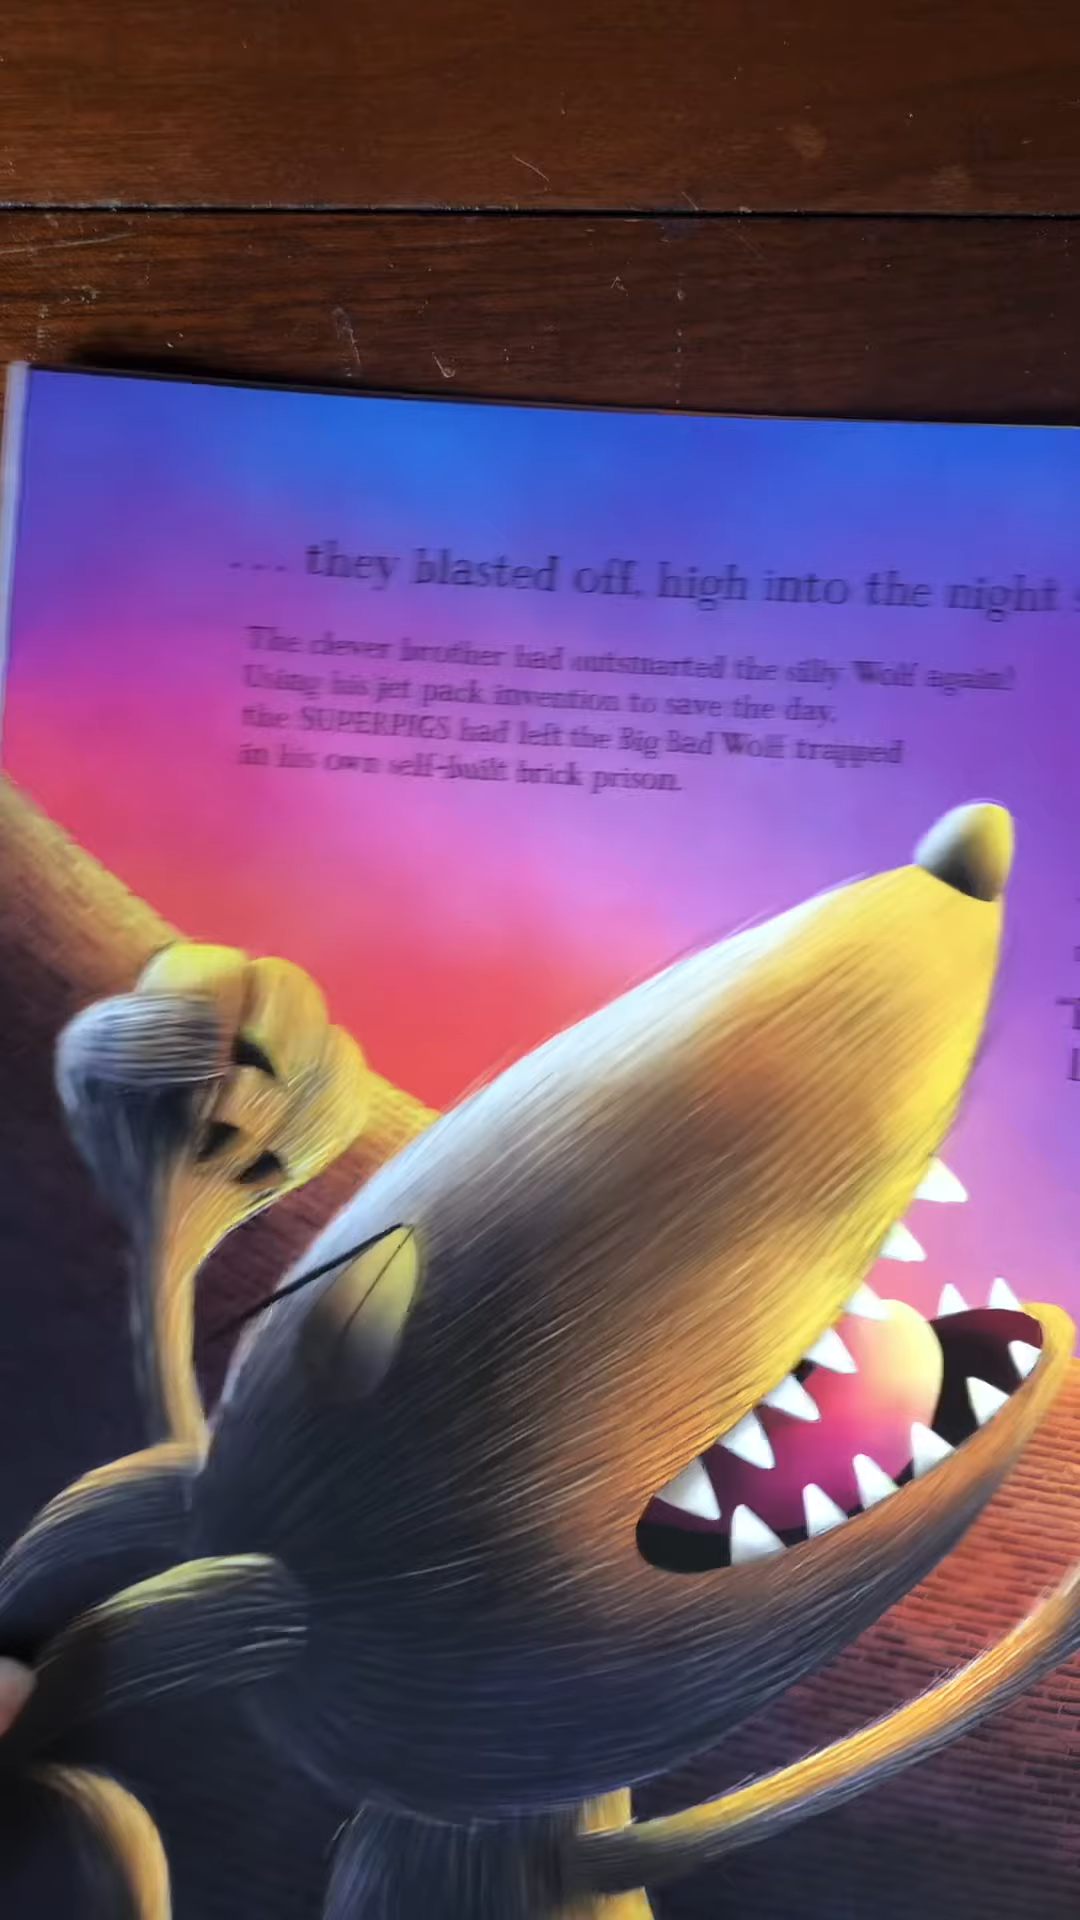 ... they blasted off, high into the night
The clever brother had outsmarted the silly Wolf again!
Using his jet pack invention to save the day,
the SUPERPIGS had left the Big Bad Wolf trapped
in his own self-built brick prison.